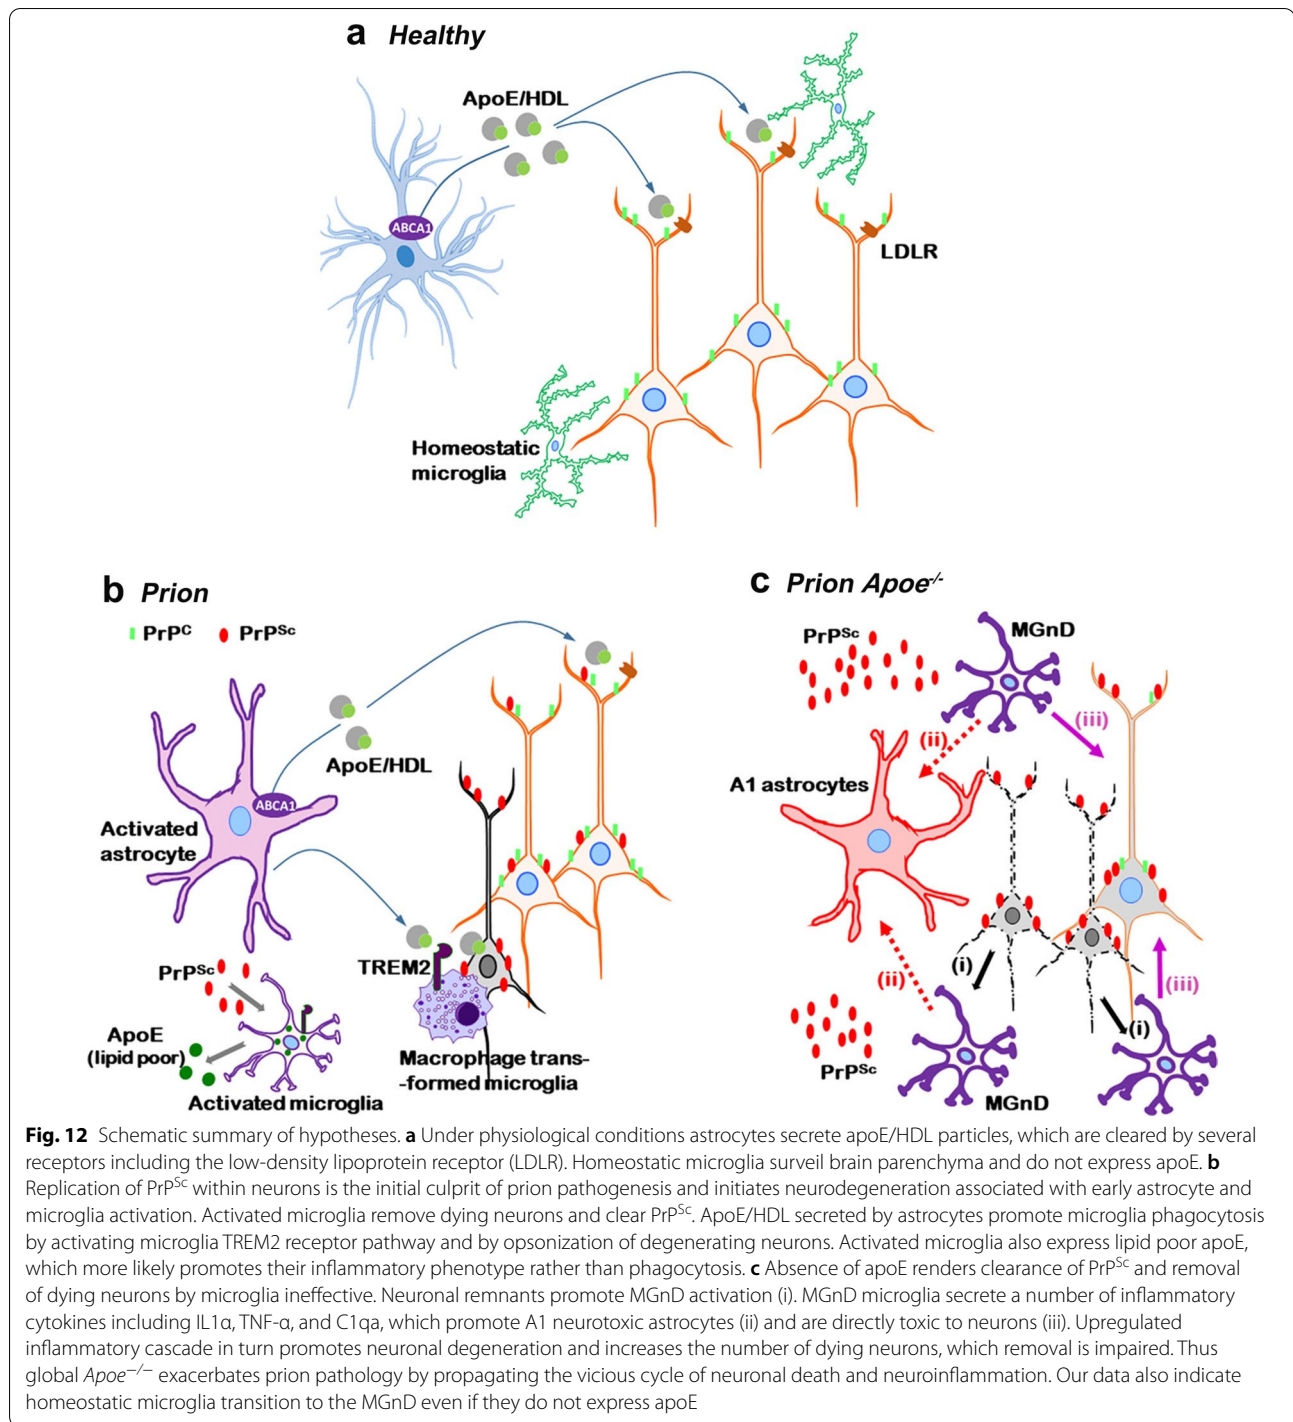 a Healthy
ApoE/HDL
ABCA1
LDLR
Homeostatic
microglia
b Prion
PrPC PrPSc
ABCA1
ApoE/HDL
Activated
astrocyte
TREM2
PrPSc
ApoE
(lipid poor)
Activated microglia
Macrophage trans-
-formed microglia
c Prion Apoe-/-
PrPSc
MGnD
(ii)
(iii)
A1 astrocytes
(i)
(ii)
(iii)
(i)
PrPSc
MGnD
Fig. 12 Schematic summary of hypotheses. a Under physiological conditions astrocytes secrete apoE/HDL particles, which are cleared by several
receptors including the low-density lipoprotein receptor (LDLR). Homeostatic microglia surveil brain parenchyma and do not express apoE. b
Replication of PrPSc within neurons is the initial culprit of prion pathogenesis and initiates neurodegeneration associated with early astrocyte and
microglia activation. Activated microglia remove dying neurons and clear PrPSc. ApoE/HDL secreted by astrocytes promote microglia phagocytosis
by activating microglia TREM2 receptor pathway and by opsonization of degenerating neurons. Activated microglia also express lipid poor apoE,
which more likely promotes their inflammatory phenotype rather than phagocytosis. c Absence of apoE renders clearance of PrPSc and removal
of dying neurons by microglia ineffective. Neuronal remnants promote MGnD activation (i). MGnD microglia secrete a number of inflammatory
cytokines including IL1α, TNF-α, and C1qa, which promote A1 neurotoxic astrocytes (ii) and are directly toxic to neurons (iii). Upregulated
inflammatory cascade in turn promotes neuronal degeneration and increases the number of dying neurons, which removal is impaired. Thus
global Apoe−/− exacerbates prion pathology by propagating the vicious cycle of neuronal death and neuroinflammation. Our data also indicate
homeostatic microglia transition to the MGnD even if they do not express apoE